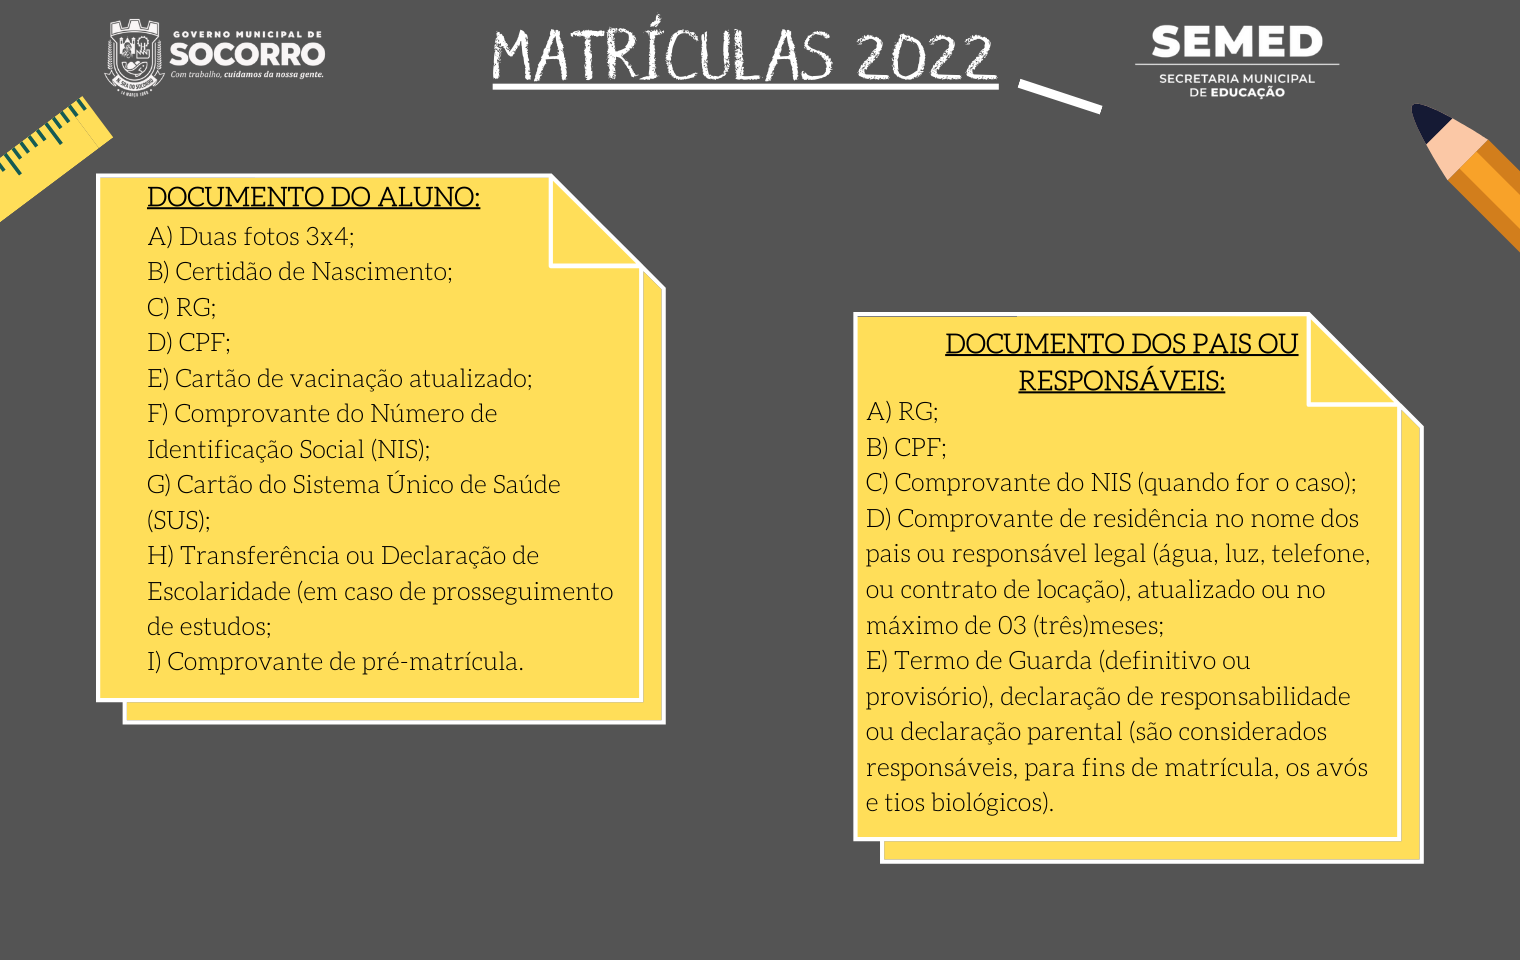 GOVERNO MUNICIPAL DE
SOCORRO
Com trabalho, cuidamos da nossa gente.
MATRÍCULAS 2022
SEMED
SECRETARIA MUNICIPAL
DE EDUCAÇÃO
DOCUMENTO DO ALUNO:
A) Duas fotos 3x4;
B) Certidão de Nascimento;
C) RG;
D) CPF;
E) Cartão de vacinação atualizado;
F) Comprovante do Número de
Identificação Social (NIS);
G) Cartão do Sistema Único de Saúde
(SUS);
H) Transferência ou Declaração de
Escolaridade (em caso de prosseguimento
de estudos;
I) Comprovante de pré-matrícula.
DOCUMENTO DOS PAIS OU
RESPONSÁVEIS:
A) RG;
B) CPF;
C) Comprovante do NIS (quando for o caso);
D) Comprovante de residência no nome dos
pais ou responsável legal (água, luz, telefone,
ou contrato de locação), atualizado ou no
máximo de 03 (três)meses;
E) Termo de Guarda (definitivo ou
provisório), declaração de responsabilidade
ou declaração parental (são considerados
responsáveis, para fins de matrícula, os avós
e tios biológicos).